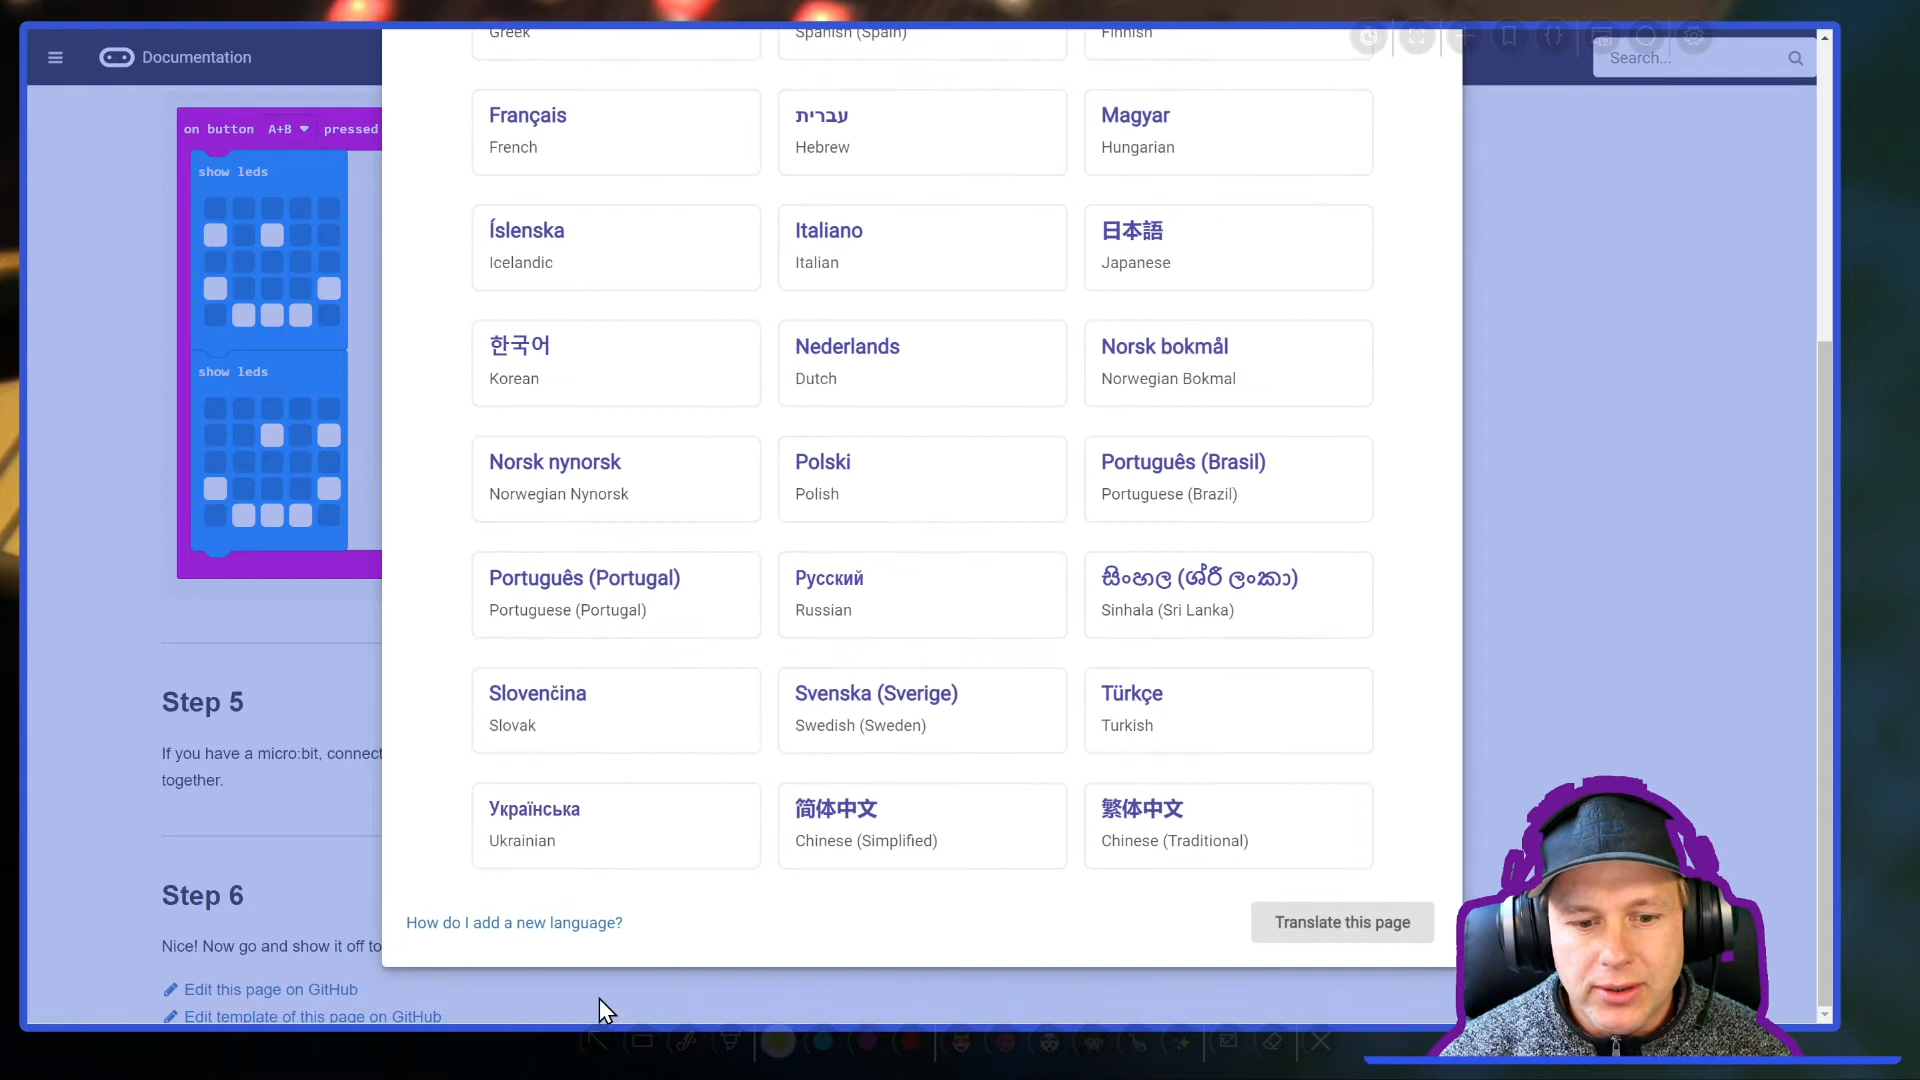 Documentation
Search...
Greek
Spanish (Spain)
Finnish
on button A+B pressed
show leds
show leds
Français
French
עברית
Hebrew
Magyar
Hungarian
Íslenska
Icelandic
Italiano
Italian
日本語
Japanese
한국어
Korean
Nederlands
Dutch
Norsk bokmål
Norwegian Bokmal
Norsk nynorsk
Norwegian Nynorsk
Polski
Polish
Português (Brasil)
Portuguese (Brazil)
Português (Portugal)
Portuguese (Portugal)
Русский
Russian
සිංහල (ශ්‍රී ලංකා)
Sinhala (Sri Lanka)
Slovenčina
Slovak
Svenska (Sverige)
Swedish (Sweden)
Türkçe
Turkish
Українська
Ukrainian
简体中文
Chinese (Simplified)
繁体中文
Chinese (Traditional)
How do I add a new language?
Translate this page
Step 5
If you have a micro:bit, connect
together.
Step 6
Nice! Now go and show it off to
Edit this page on GitHub
Edit template of this page on GitHub